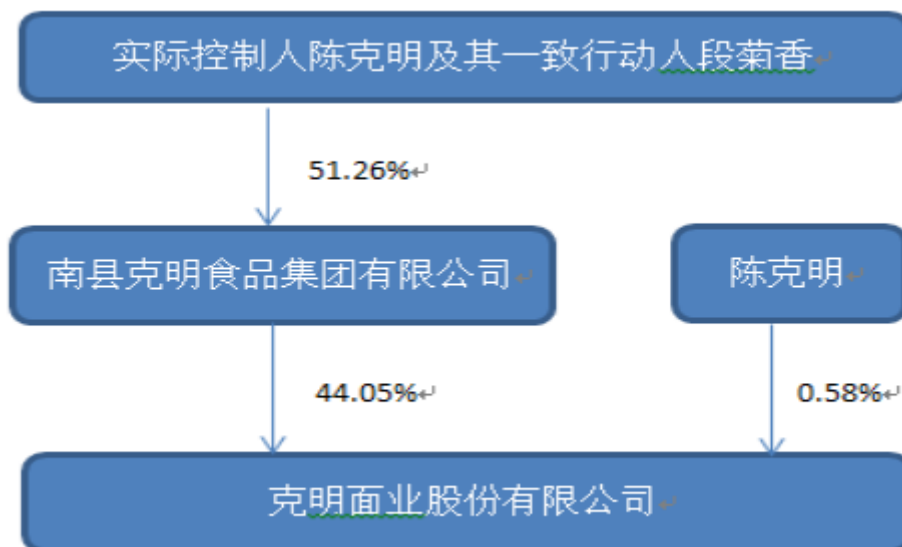 实际控制人陈克明及其一致行动人段菊香
51.26%
南县克明食品集团有限公司
陈克明
44.05%
0.58%
克明面业股份有限公司